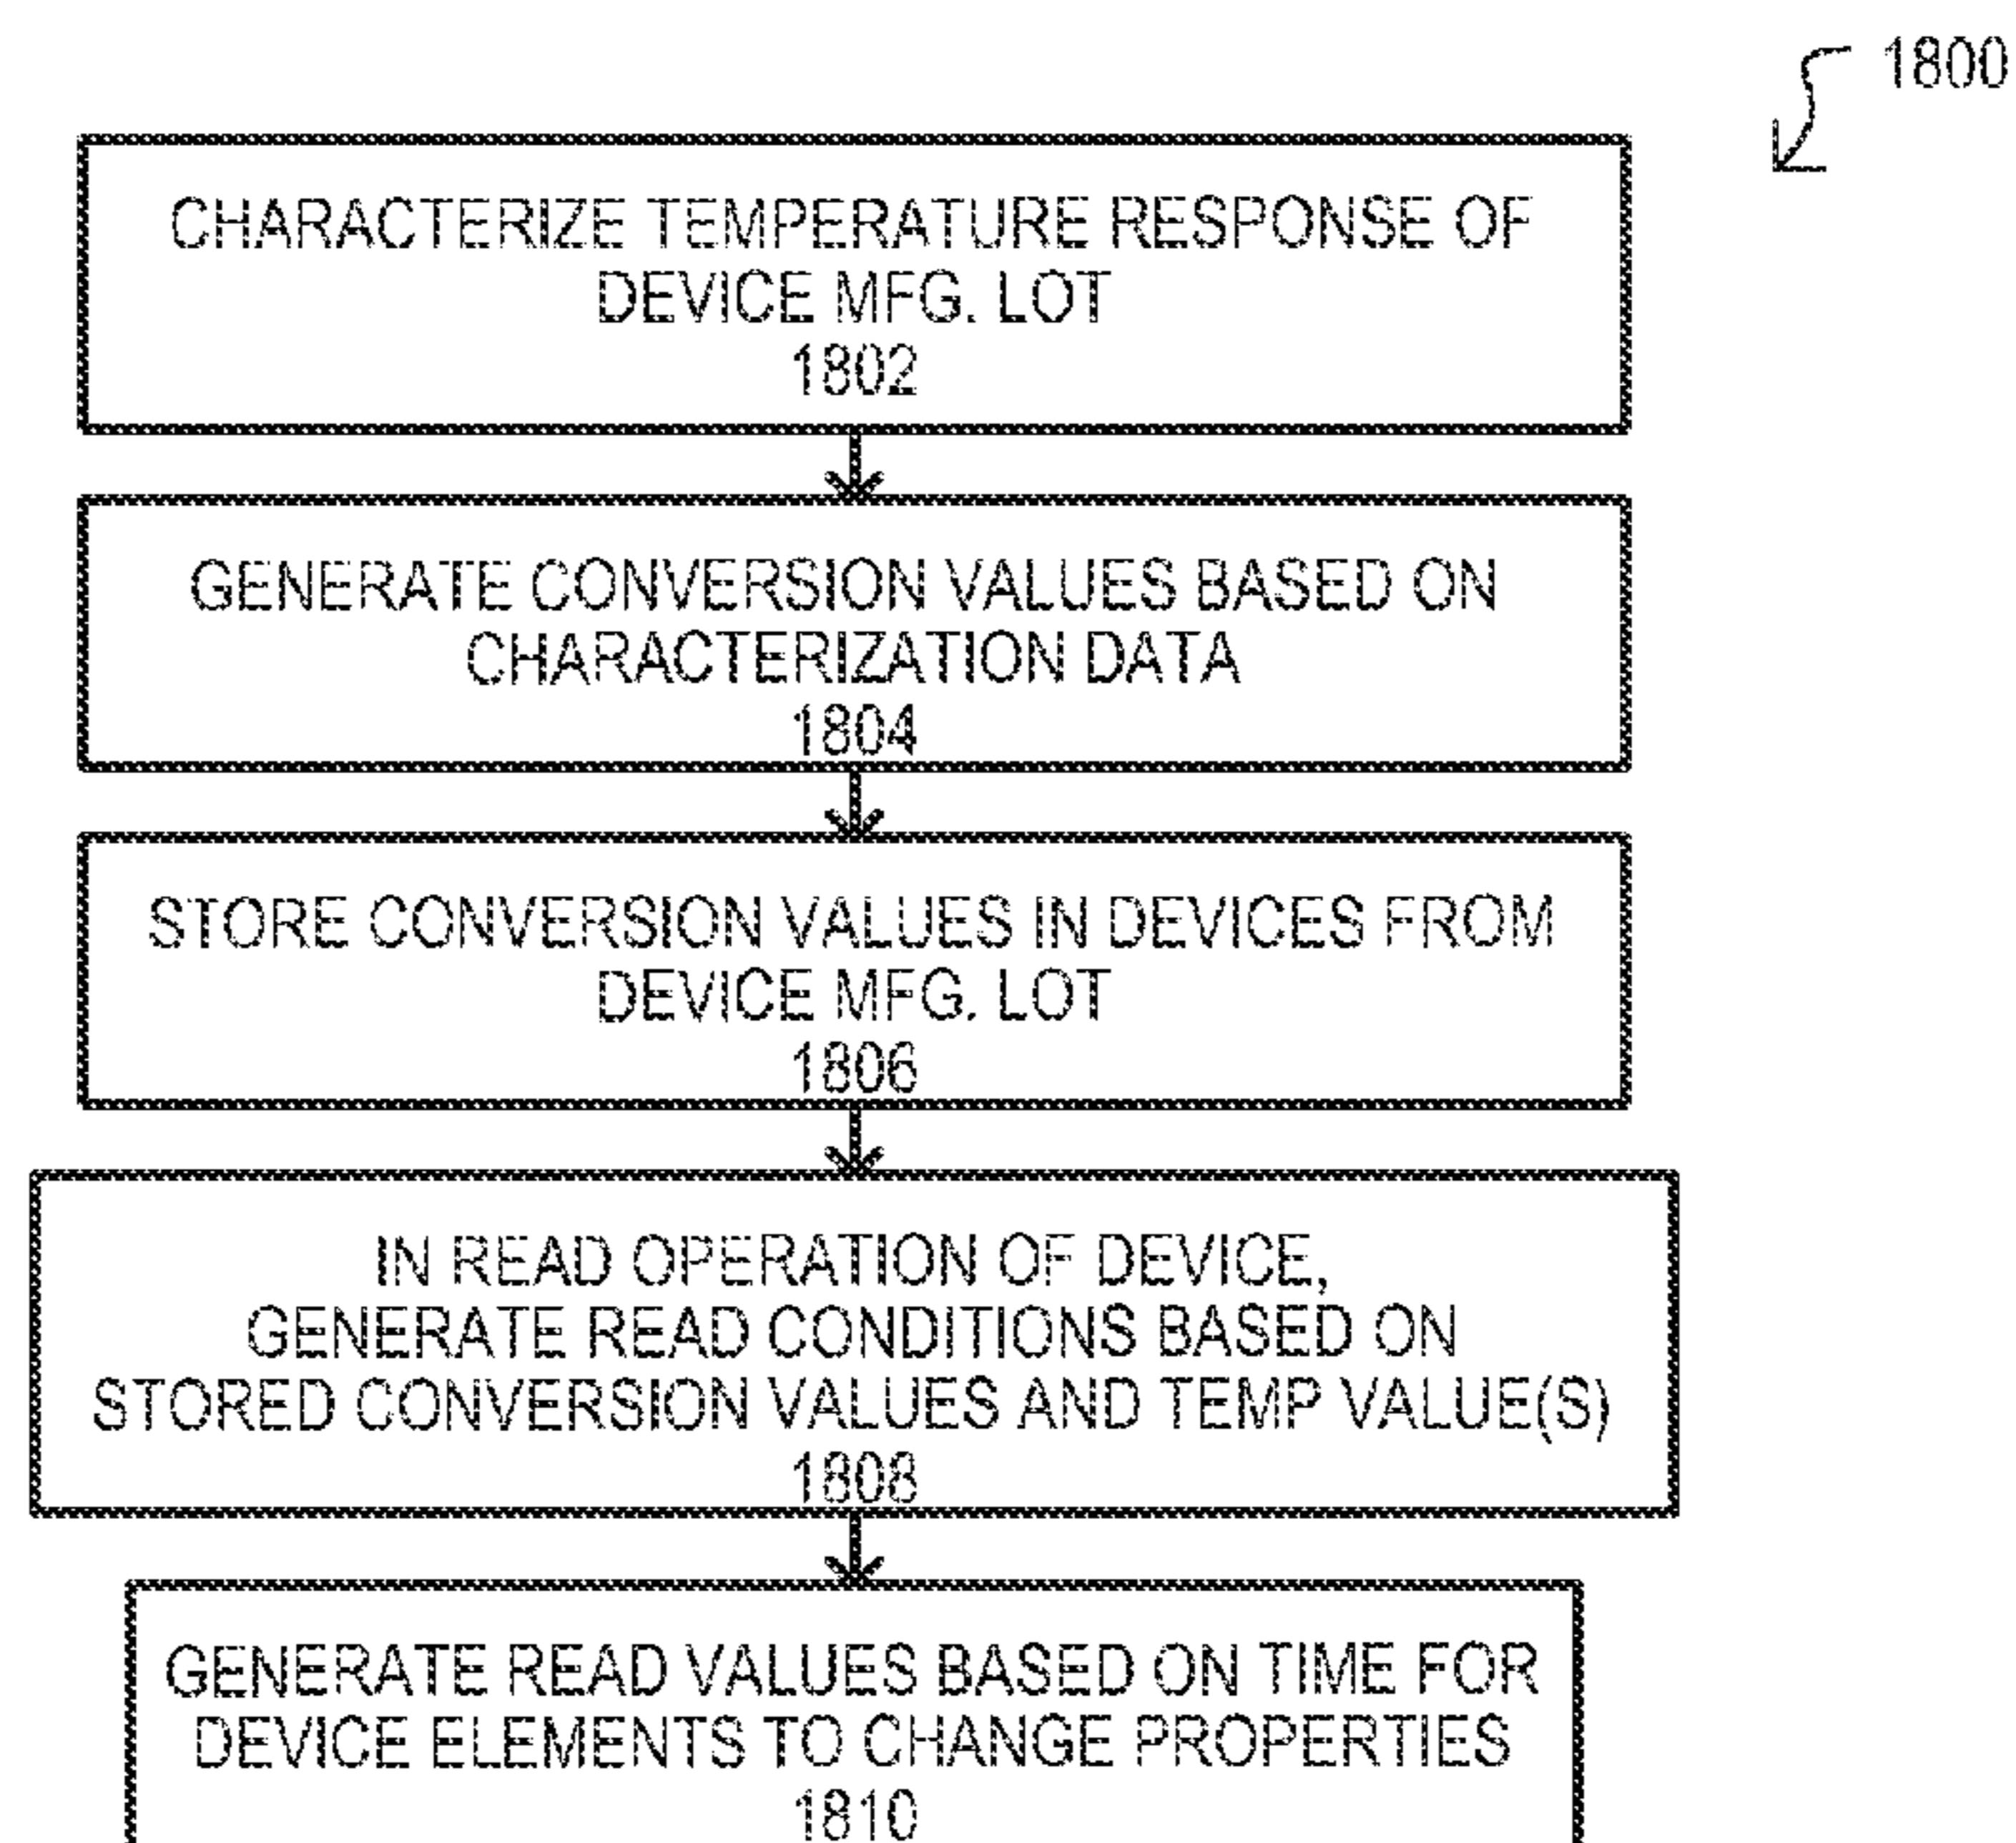 1800
CHARACTERIZE TEMPERATURE RESPONSE OF
DEVICE MFG. LOT
1802
GENERATE CONVERSION VALUES BASED ON
CHARACTERIZATION DATA
1804
STORE CONVERSION VALUES IN DEVICES FROM
DEVICE MFG. LOT
1806
IN READ OPERATION OF DEVICE,
GENERATE READ CONDITIONS BASED ON
STORED CONVERSION VALUES AND TEMP VALUE(S)
1808
GENERATE READ VALUES BASED ON TIME FOR
DEVICE ELEMENTS TO CHANGE PROPERTIES
1810